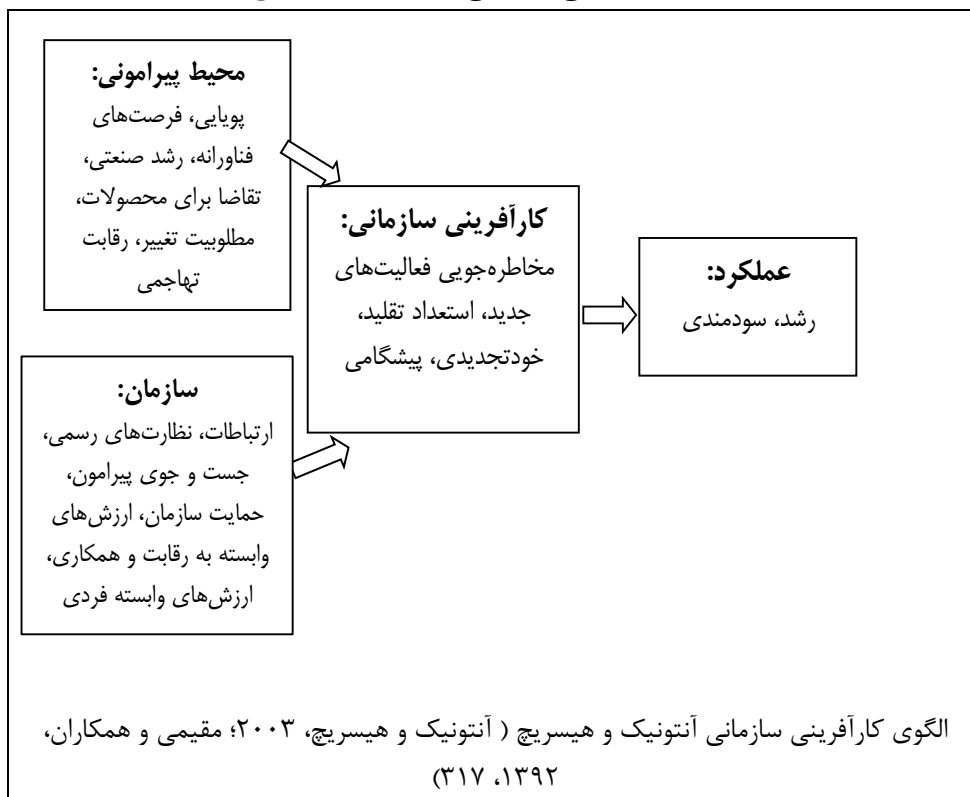 محیط پیرامونی:
پویایی، فرصت‌های
فناورانه، رشد صنعتی،
تقاضا برای محصولات،
مطلوبیت تغییر، رقابت
تهاجمی
کارآفرینی سازمانی:
مخاطره‌جویی فعالیت‌های
جدید، استعداد تقلید،
خودتجدیدی، پیشگامی
عملکرد:
رشد، سودمندی
سازمان:
ارتباطات، نظارت‌های رسمی،
جست و جوی پیرامون،
حمایت سازمان، ارزش‌های
وابسته به رقابت و همکاری،
ارزش‌های وابسته فردی
الگوی کارآفرینی سازمانی آنتونیک و هیسریچ ( آنتونیک و هیسریچ، ۲۰۰۳؛ مقیمی و همکاران،
۱۳۹۲، ۳۱۷)